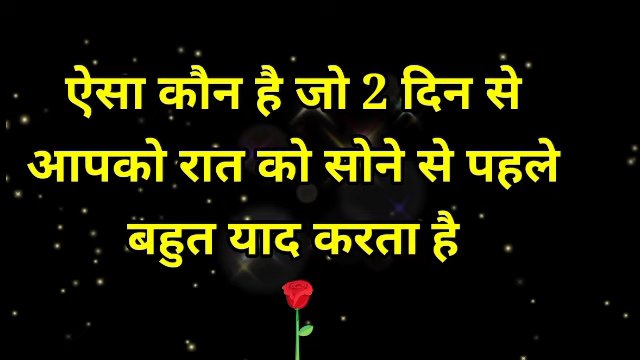 ऐसा कौन है जो 2 दिन से
आपको रात को सोने से पहले
बहुत याद करता है